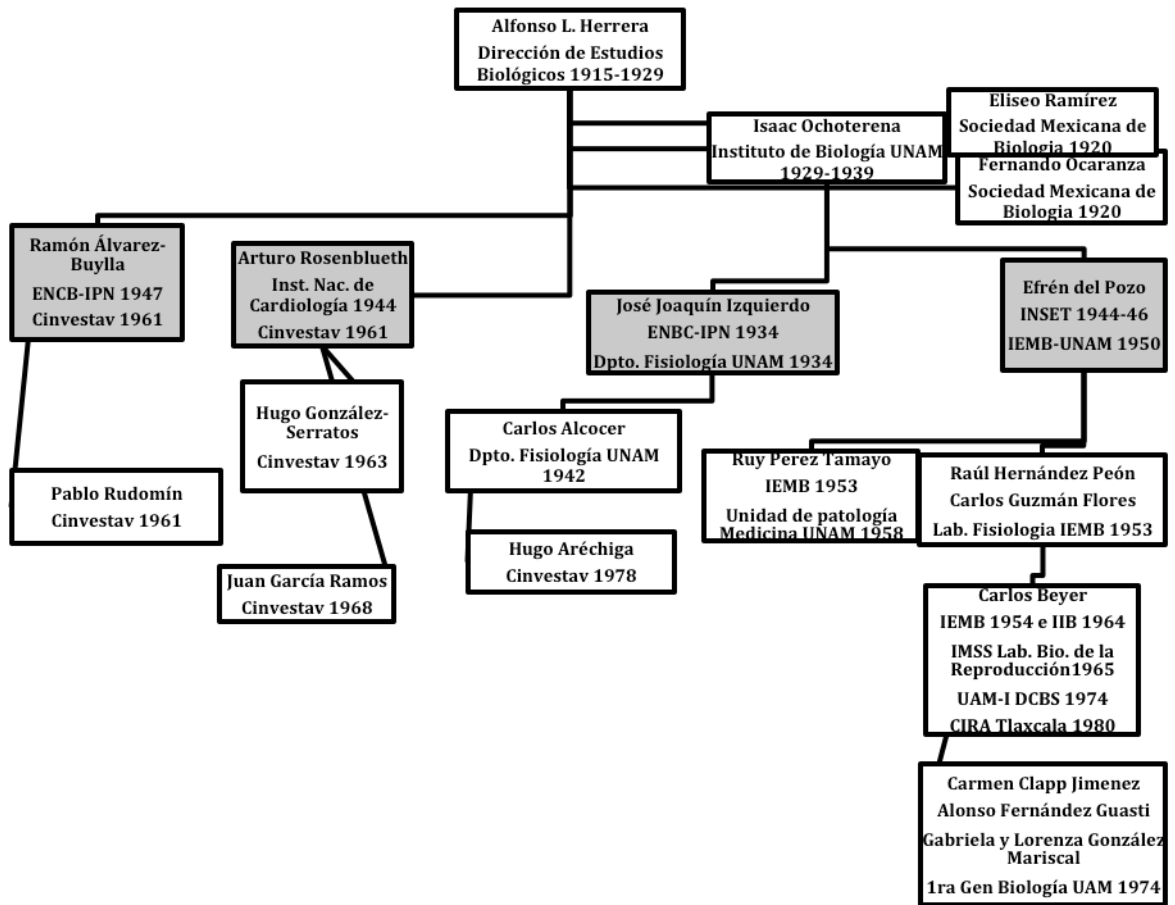 Alfonso L. Herrera
Dirección de Estudios
Biológicos 1915-1929
Eliseo Ramírez
Sociedad Mexicana de
Biologia 1920
Isaac Ochoterena
Instituto de Biología UNAM
1929-1939
Fernando Ocaranza
Sociedad Mexicana de
Biologia 1920
Ramón Álvarez-
Buylla
ENCB-IPN 1947
Cinvestav 1961
Arturo Rosenblueth
Inst. Nac. de
Cardiología 1944
Cinvestav 1961
José Joaquín Izquierdo
ENBC-IPN 1934
Dpto. Fisiología UNAM 1934
Efrén del Pozo
INSET 1944-46
IEMB-UNAM 1950
Hugo González-
Serratos
Cinvestav 1963
Carlos Alcocer
Dpto. Fisiología UNAM
1942
Ruy Perez Tamayo
IEMB 1953
Unidad de patología
Medicina UNAM 1958
Raúl Hernández Peón
Carlos Guzmán Flores
Lab. Fisiologia IEMB 1953
Pablo Rudomín
Cinvestav 1961
Hugo Aréchiga
Cinvestav 1978
Juan García Ramos
Cinvestav 1968
Carlos Beyer
IEMB 1954 e IIB 1964
IMSS Lab. Bio. de la
Reproducción1965
UAM-I DCBS 1974
CIRA Tlaxcala 1980
Carmen Clapp Jimenez
Alonso Fernández Guasti
Gabriela y Lorenza González
Mariscal
1ra Gen Biología UAM 1974